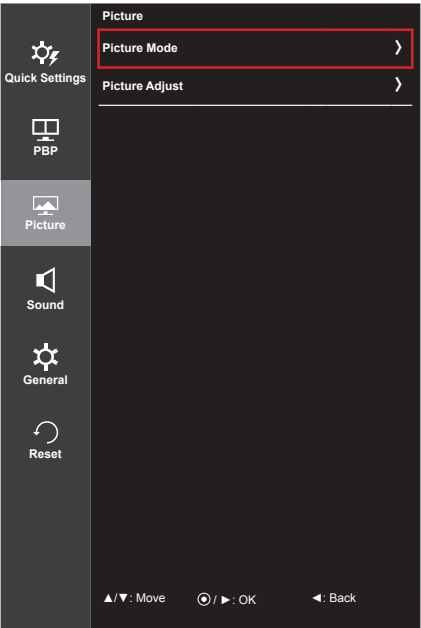 Picture
Picture Mode ❭
Picture Adjust ❭
Quick Settings
PBP
Picture
Sound
General
Reset
▲/▼: Move ⦿/►: OK ◄: Back